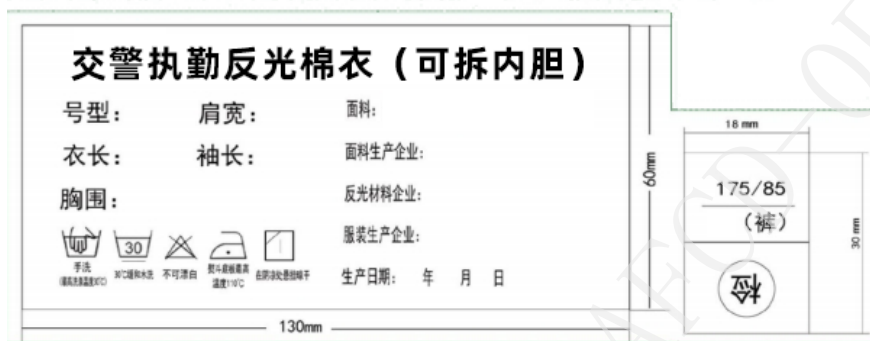 交警执勤反光棉衣（可拆内胆）
号型： 肩宽： 面料：
衣长： 袖长： 面料生产企业：
胸围： 反光材料企业：
服装生产企业：
生产日期： 年 月 日
30
手洗
30℃缓和水洗
不可漂白
熨斗底板最高
温度110℃
在阴凉处悬挂晾干
60mm
130mm
18 mm
175/85
（裤）
检
30 mm
AFCD-OP